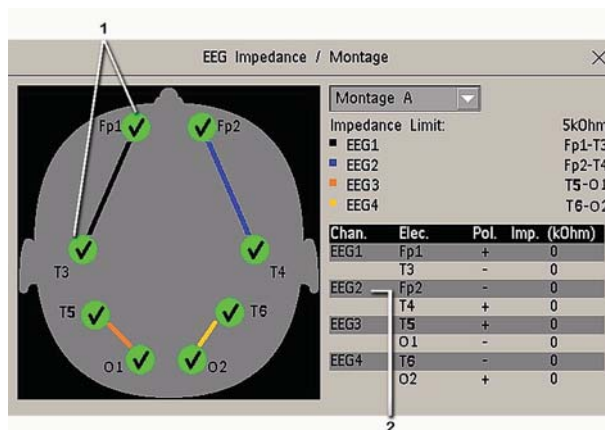 1
EEG Impedance / Montage
Montage A
Impedance Limit: 5kOhm
EEG1 Fp1-T3
EEG2 Fp2-T4
EEG3 T5-O1
EEG4 T6-O2
Fp1 Fp2
T3 T4
T5 T6
O1 O2
Chan. Elec. Pol. Imp. (kOhm)
EEG1 Fp1 + 0
T3 - 0
EEG2 Fp2 - 0
T4 + 0
EEG3 T5 + 0
O1 - 0
EEG4 T6 - 0
O2 + 0
2